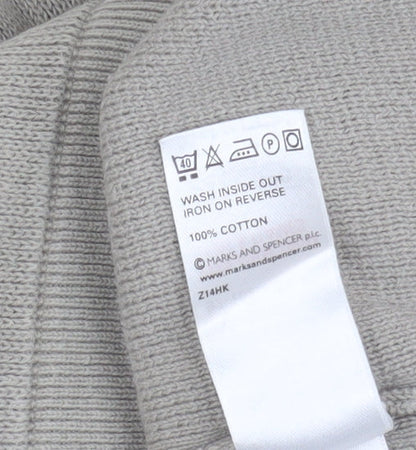 40 P
WASH INSIDE OUT
IRON ON REVERSE
100% COTTON
© MARKS AND SPENCER p.l.c.
www.marksandspencer.com
Z14HK